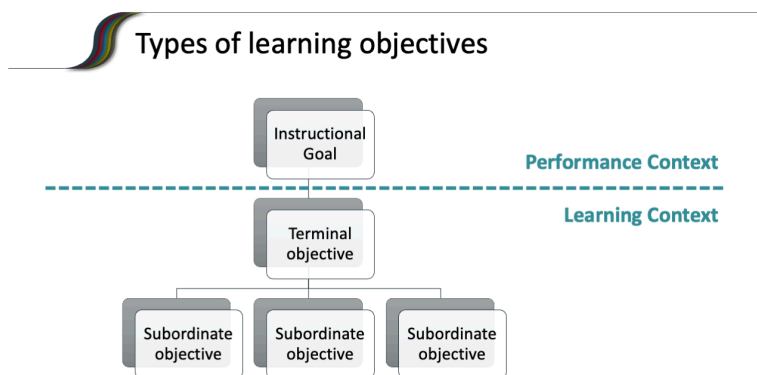 Types of learning objectives
Instructional
Goal
Performance Context
Learning Context
Terminal
objective
Subordinate
objective
Subordinate
objective
Subordinate
objective